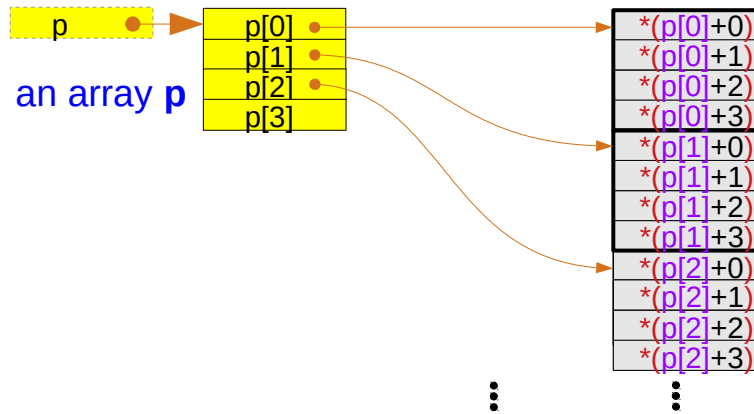 p
an array p
p[0]
p[1]
p[2]
p[3]
*(p[0]+0)
*(p[0]+1)
*(p[0]+2)
*(p[0]+3)
*(p[1]+0)
*(p[1]+1)
*(p[1]+2)
*(p[1]+3)
*(p[2]+0)
*(p[2]+1)
*(p[2]+2)
*(p[2]+3)